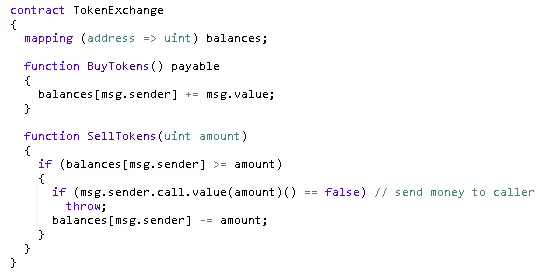 contract TokenExchange
{
mapping (address => uint) balances;
function BuyTokens() payable
{
balances[msg.sender] += msg.value;
}
function SellTokens(uint amount)
{
if (balances[msg.sender] >= amount)
{
if (msg.sender.call.value(amount)() == false) // send money to caller
throw;
balances[msg.sender] -= amount;
}
}
}